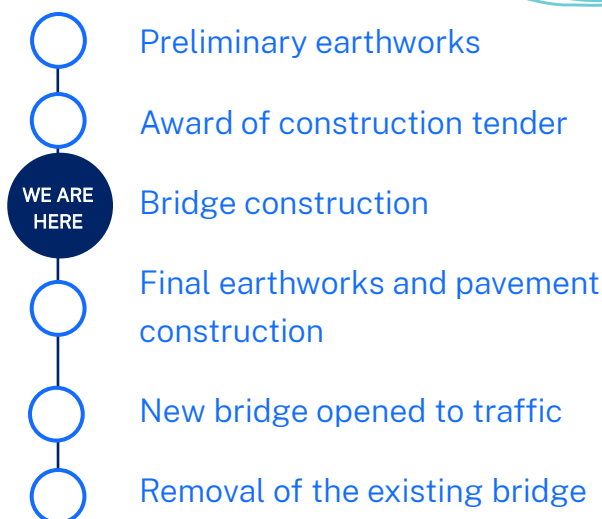 Preliminary earthworks
Award of construction tender
WE ARE
HERE
Bridge construction
Final earthworks and pavement
construction
New bridge opened to traffic
Removal of the existing bridge